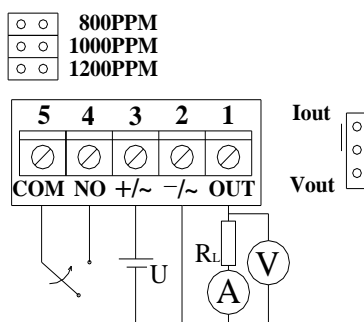 800PPM
1000PPM
1200PPM
5 4 3 2 1
COM NO +/~ −/~ OUT
Iout
Vout
U
RL
A
V